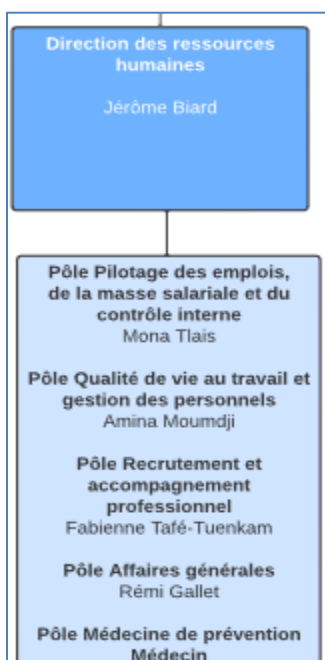 Direction des ressources
humaines
Jérôme Biard
Pôle Pilotage des emplois,
de la masse salariale et du
contrôle interne
Mona Tlais
Pôle Qualité de vie au travail et
gestion des personnels
Amina Moumdji
Pôle Recrutement et
accompagnement
professionnel
Fabienne Tafé-Tuenkam
Pôle Affaires générales
Rémi Gallet
Pôle Médecine de prévention
Médecin